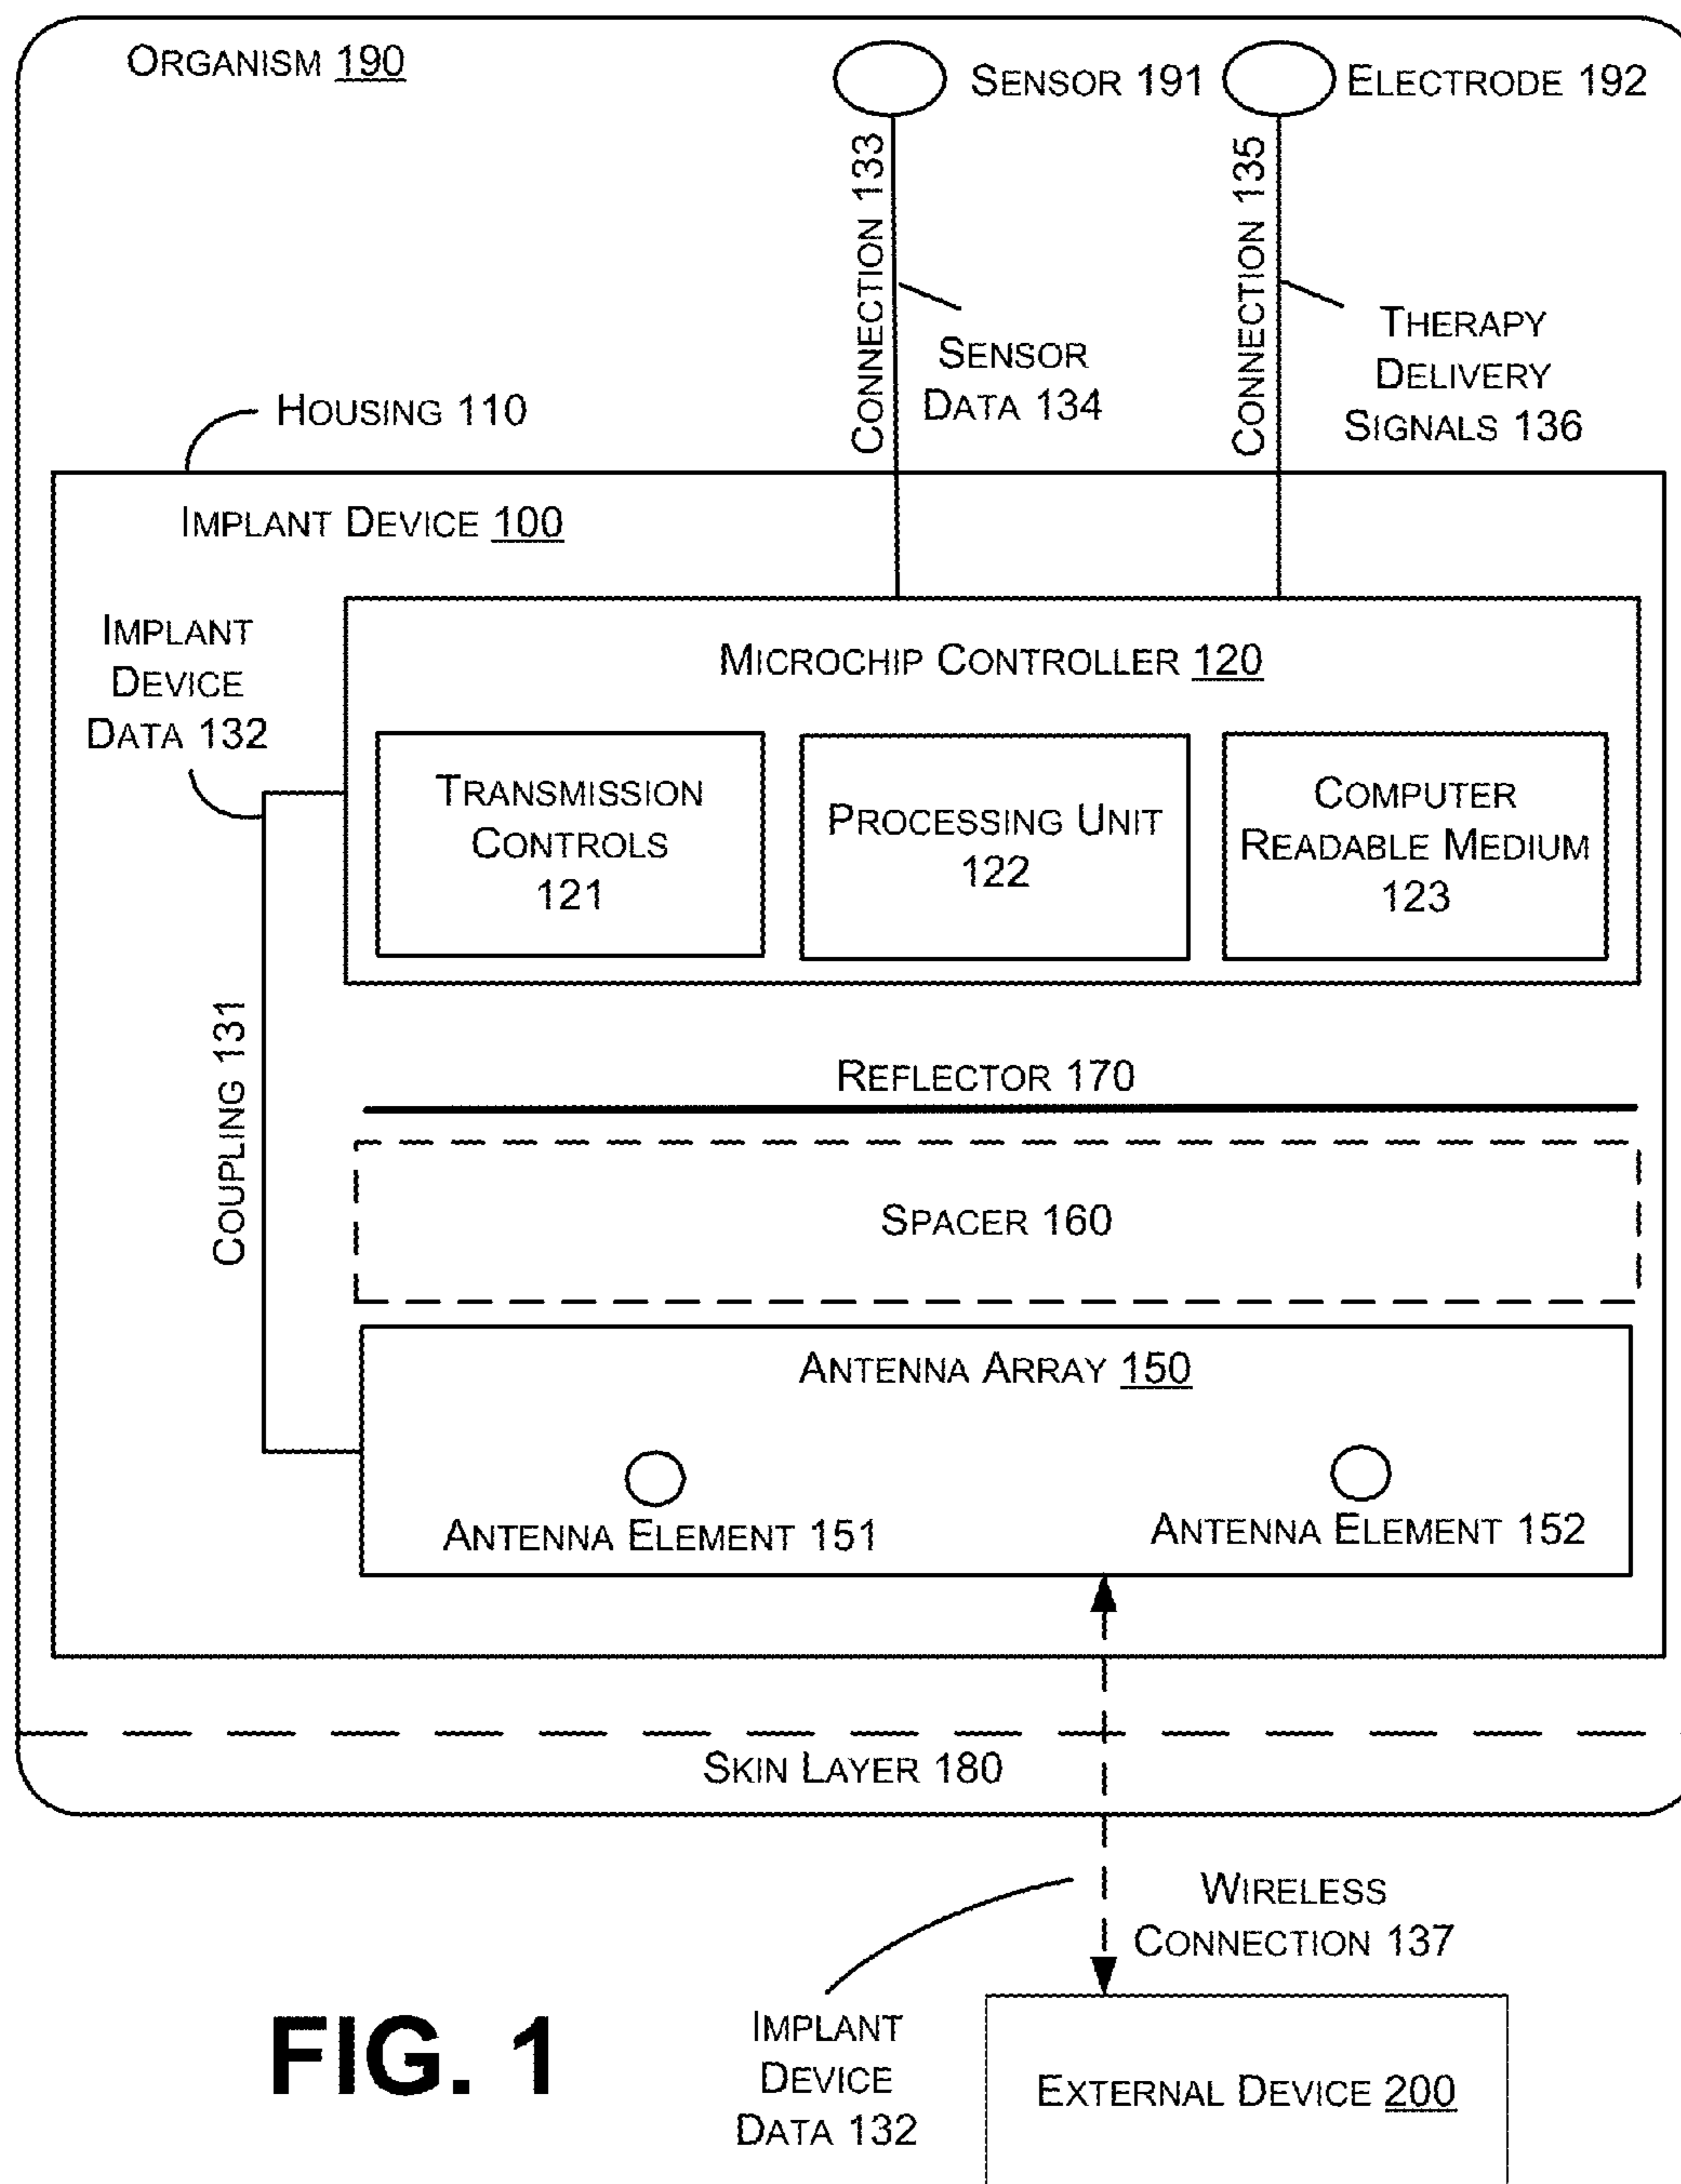 ORGANISM 190
SENSOR 191
ELECTRODE 192
CONNECTION 133
CONNECTION 135
SENSOR
DATA 134
THERAPY
DELIVERY
SIGNALS 136
HOUSING 110
IMPLANT DEVICE 100
IMPLANT
DEVICE
DATA 132
MICROCHIP CONTROLLER 120
TRANSMISSION
CONTROLS
121
PROCESSING UNIT
122
COMPUTER
READABLE MEDIUM
123
COUPLING 131
REFLECTOR 170
SPACER 160
ANTENNA ARRAY 150
ANTENNA ELEMENT 151
ANTENNA ELEMENT 152
SKIN LAYER 180
WIRELESS
CONNECTION 137
IMPLANT
DEVICE
DATA 132
EXTERNAL DEVICE 200
FIG. 1